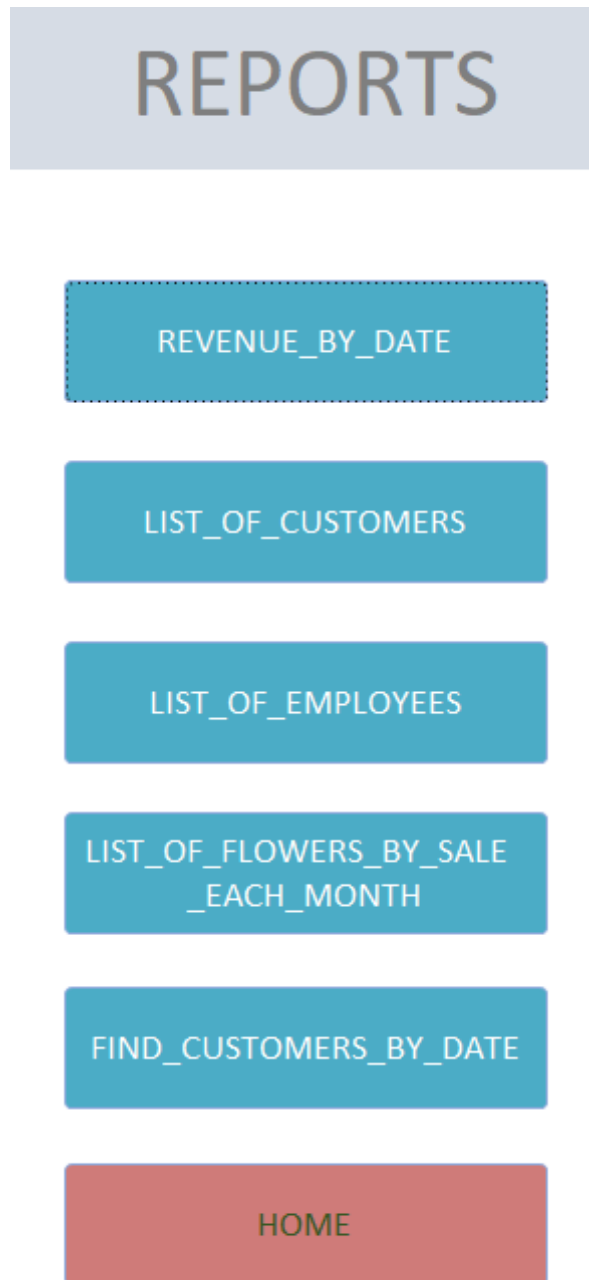 REPORTS
REVENUE_BY_DATE
LIST_OF_CUSTOMERS
LIST_OF_EMPLOYEES
LIST_OF_FLOWERS_BY_SALE
_EACH_MONTH
FIND_CUSTOMERS_BY_DATE
HOME